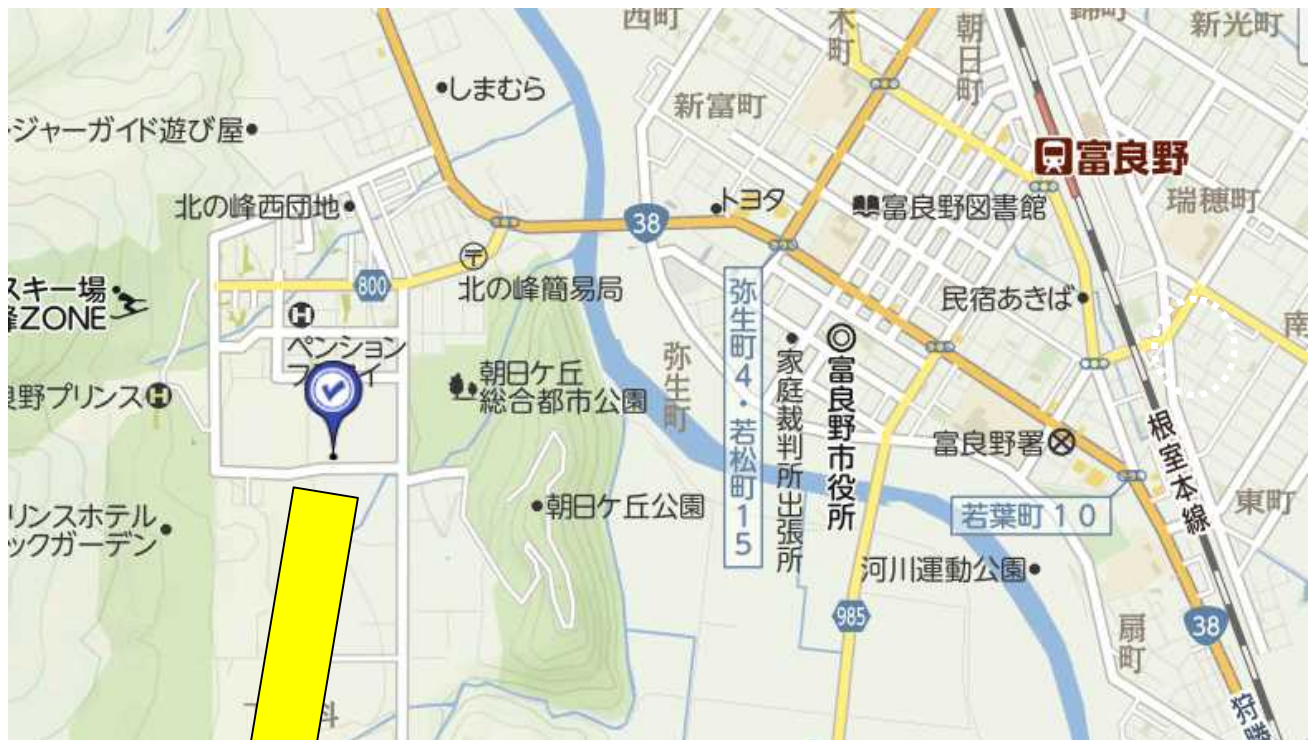 西町
木町
朝日町
錦町
新光町
しまむら
新富町
ジャーガイド遊び屋
富良野
瑞穂町
北の峰西団地
トヨタ
富良野図書館
38
〒
北の峰簡易局
800
スキー場
ZONE
弥生町4・若松町15
民宿あきば
南
ペンション
弥生町
家庭裁判所出張所
富良野市役所
朝日ケ丘
総合都市公園
良野プリンス
富良野署
根室本線
リンスホテル
ックガーデン
朝日ケ丘公園
若葉町10
東町
河川運動公園
985
扇町
38
狩勝